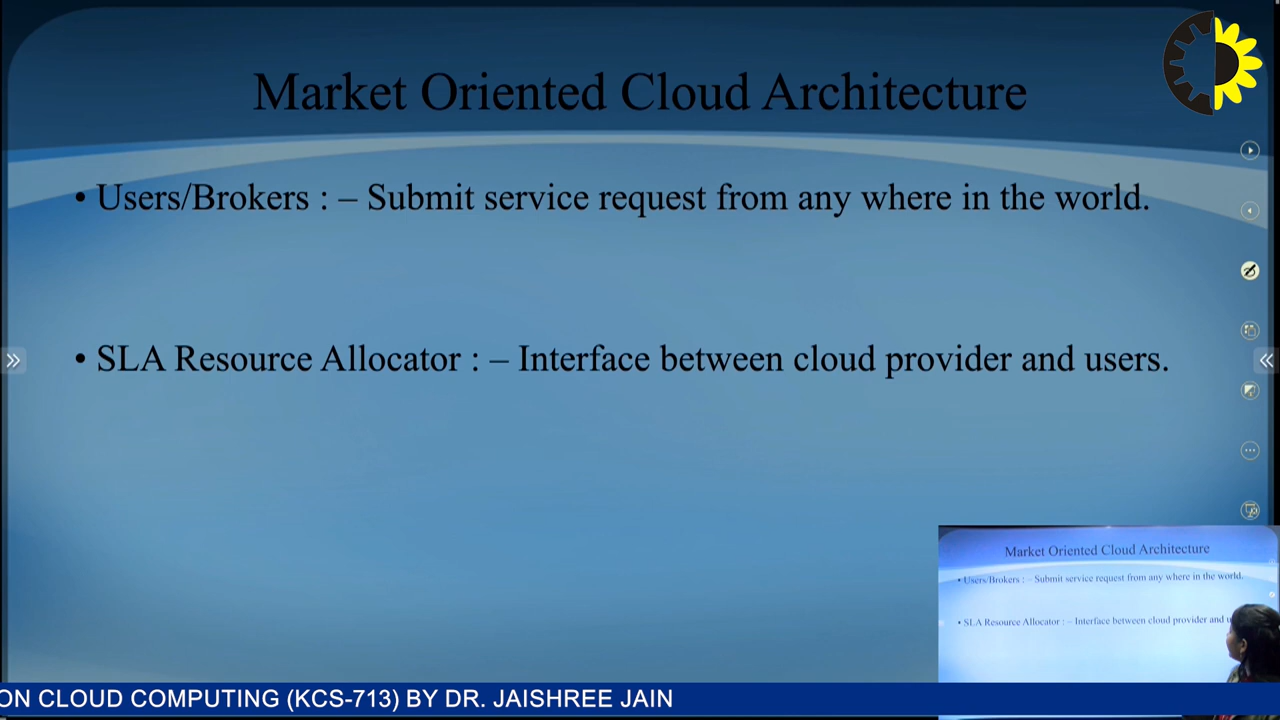 Market Oriented Cloud Architecture
• Users/Brokers : – Submit service request from any where in the world.
• SLA Resource Allocator : – Interface between cloud provider and users.
Market Oriented Cloud Architecture
• Users/Brokers : – Submit service request from any where in the world.
• SLA Resource Allocator : – Interface between cloud provider and
ON CLOUD COMPUTING (KCS-713) BY DR. JAISHREE JAIN